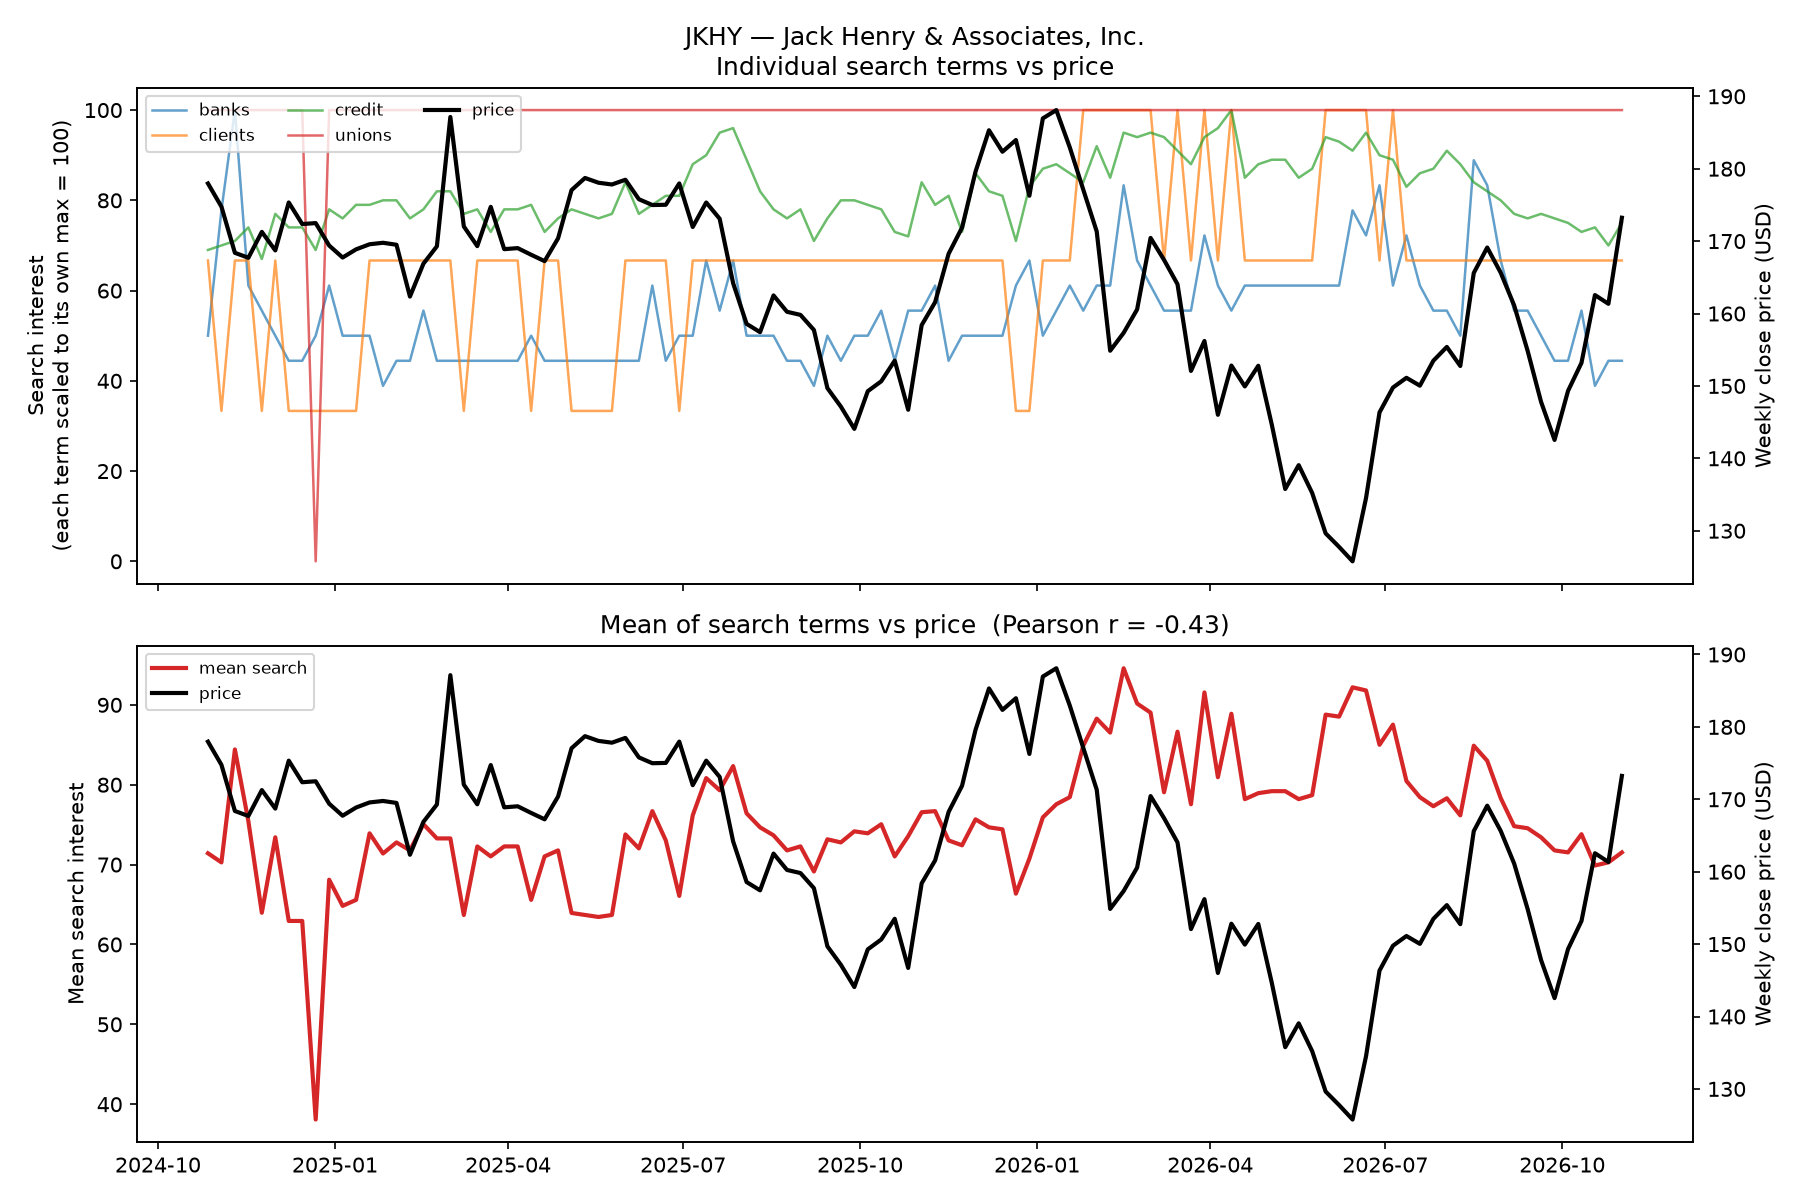 JKHY — Jack Henry & Associates, Inc.
Individual search terms vs price
banks
clients
credit
unions
price
Search interest
(each term scaled to its own max = 100)
100
80
60
40
20
0
190
180
170
160
150
140
130
Weekly close price (USD)
Mean of search terms vs price (Pearson r = -0.43)
mean search
price
Mean search interest
90
80
70
60
50
40
190
180
170
160
150
140
130
Weekly close price (USD)
2024-10
2025-01
2025-04
2025-07
2025-10
2026-01
2026-04
2026-07
2026-10